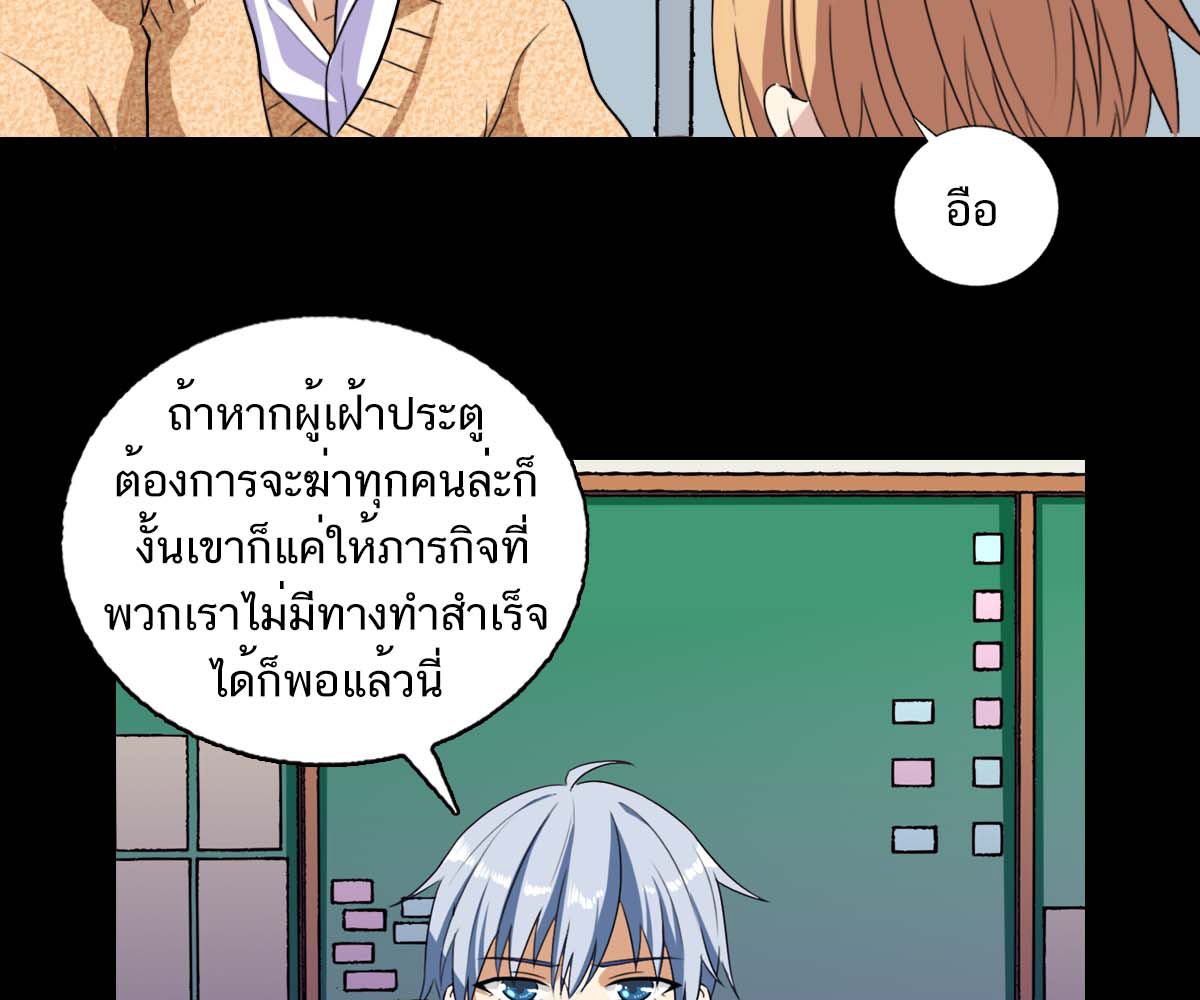 อือ
ถ้าหากผู้เฝ้าประตู
ต้องการจะฆ่าทุกคนล่ะก็
งั้นเขาก็แค่ให้ภารกิจที่
พวกเราไม่มีทางทำสำเร็จ
ได้ก็พอแล้วนี่